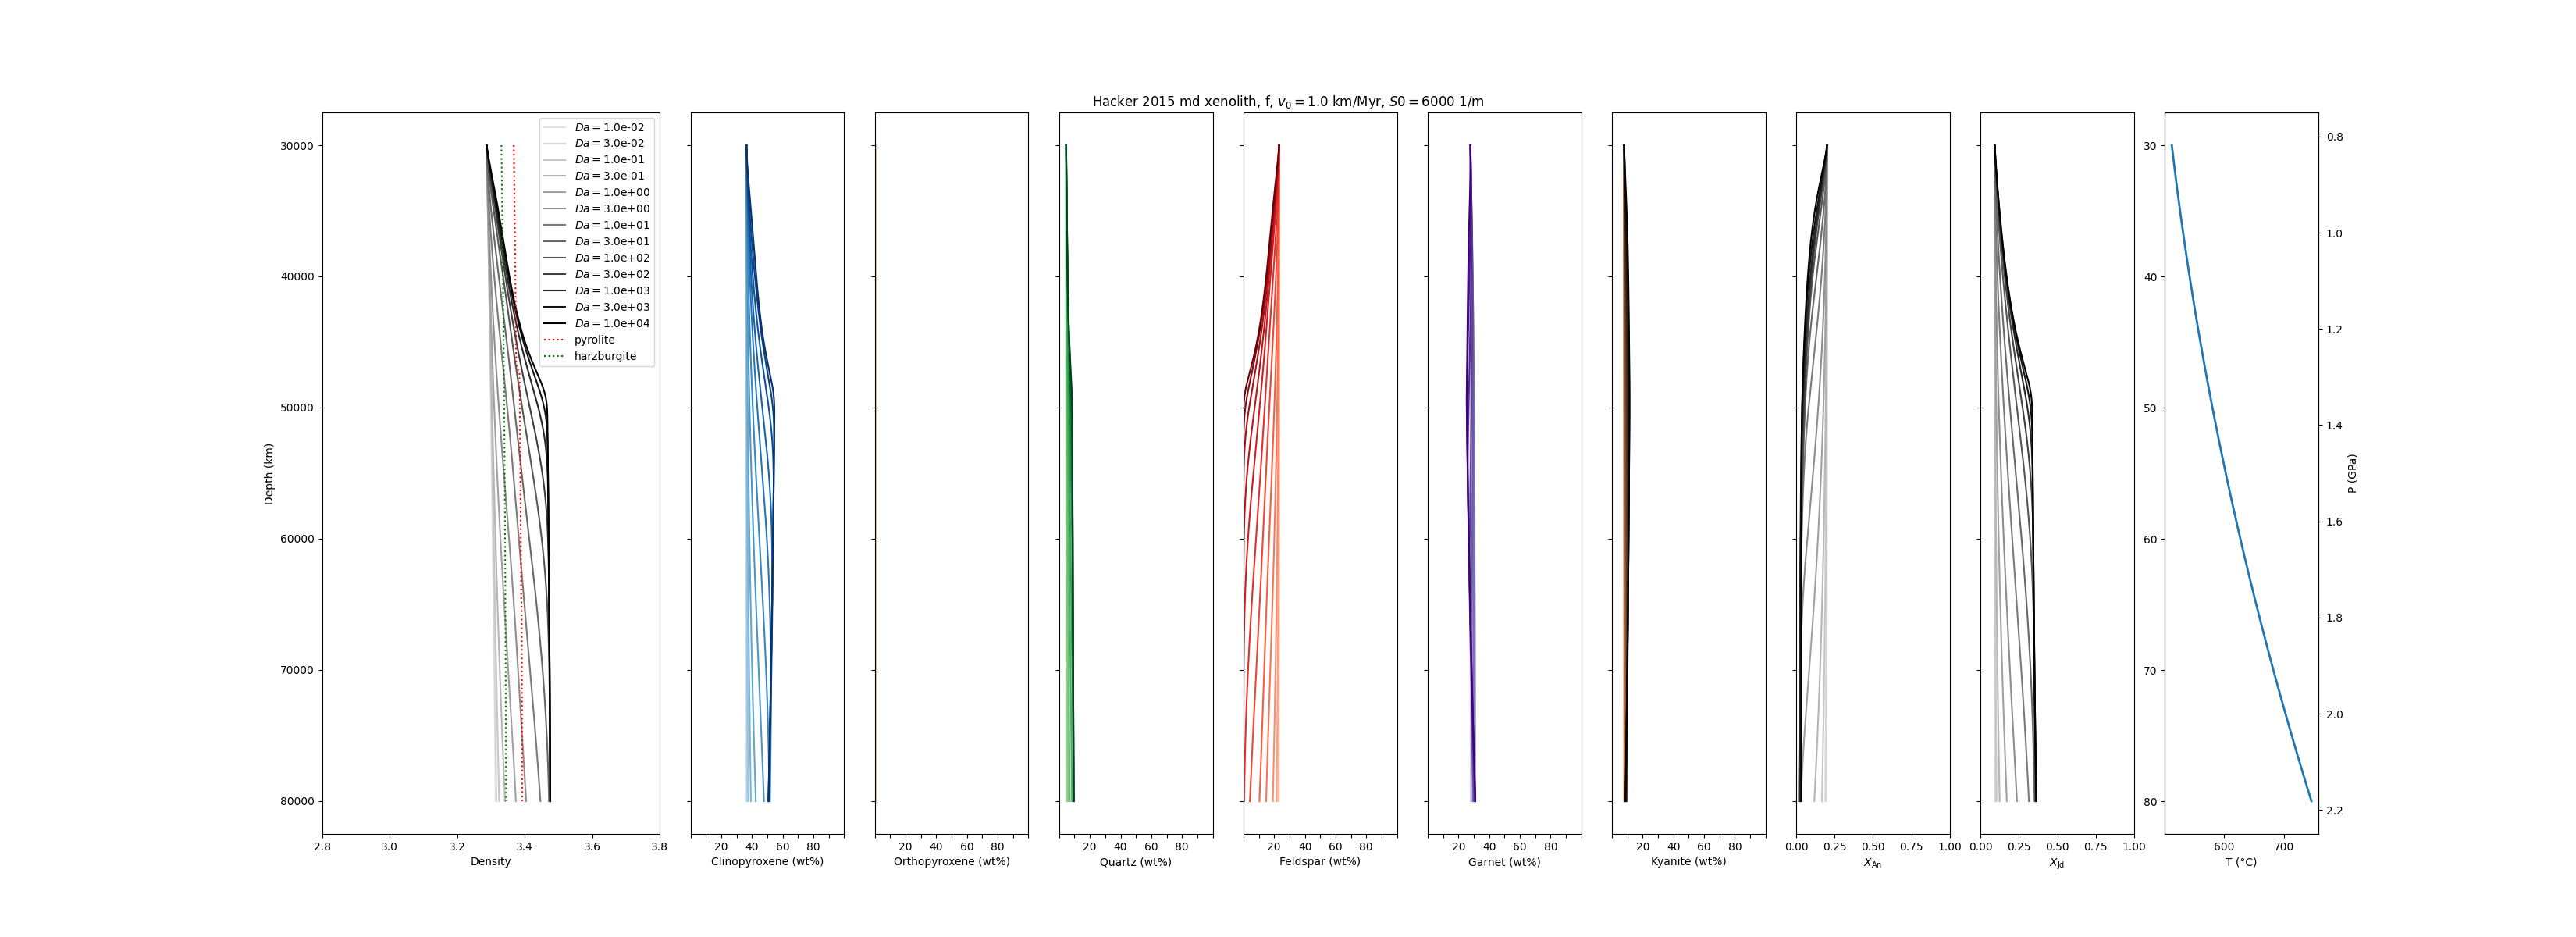 Hacker 2015 md xenolith, f, v₀ = 1.0 km/Myr, S0 = 6000 1/m
Da = 1.0e-02
Da = 3.0e-02
Da = 1.0e-01
Da = 3.0e-01
Da = 1.0e+00
Da = 3.0e+00
Da = 1.0e+01
Da = 3.0e+01
Da = 1.0e+02
Da = 3.0e+02
Da = 1.0e+03
Da = 3.0e+03
Da = 1.0e+04
pyrolite
harzburgite
Depth (km)
30000
40000
50000
60000
70000
80000
2.8 3.0 3.2 3.4 3.6 3.8
Density
20 40 60 80
Clinopyroxene (wt%)
20 40 60 80
Orthopyroxene (wt%)
20 40 60 80
Quartz (wt%)
20 40 60 80
Feldspar (wt%)
20 40 60 80
Garnet (wt%)
20 40 60 80
Kyanite (wt%)
0.00 0.25 0.50 0.75 1.00
X_An
0.00 0.25 0.50 0.75 1.00
X_Jd
30
40
50
60
70
80
600 700
T (°C)
0.8
1.0
1.2
1.4
1.6
1.8
2.0
2.2
P (GPa)